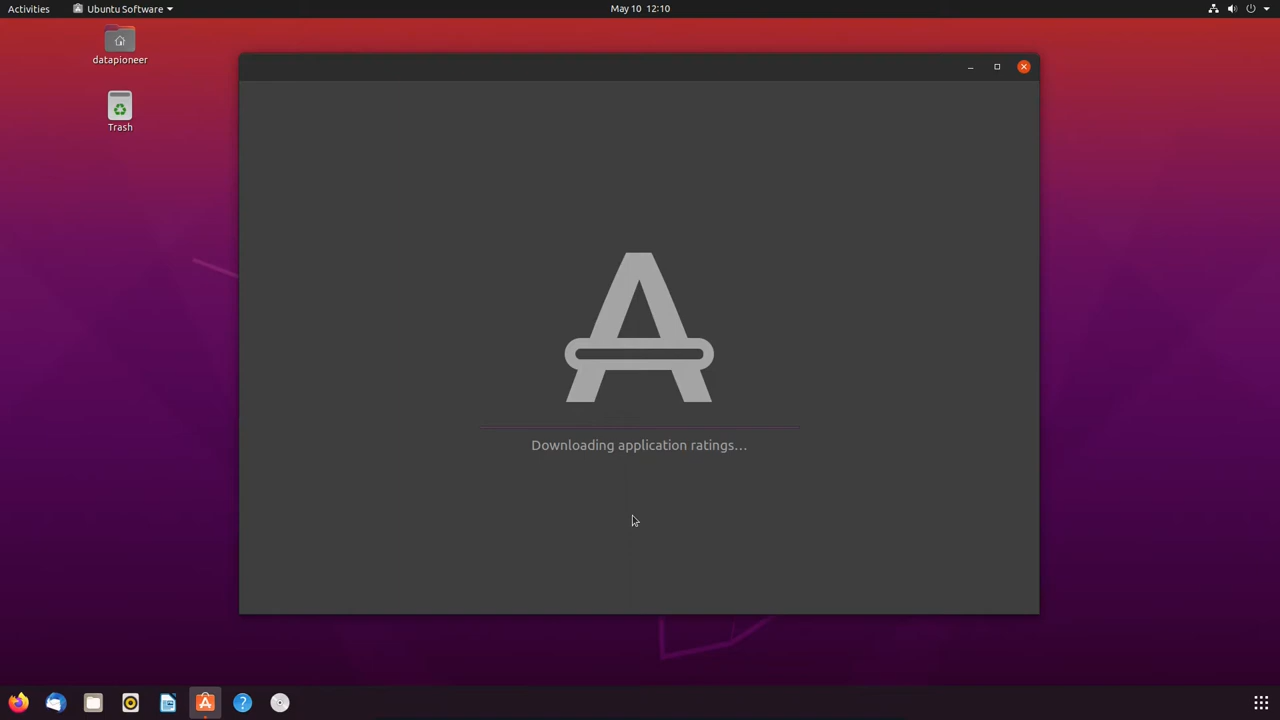 Activities
Ubuntu Software
May 10 12:10
datapioneer
Trash
Downloading application ratings…